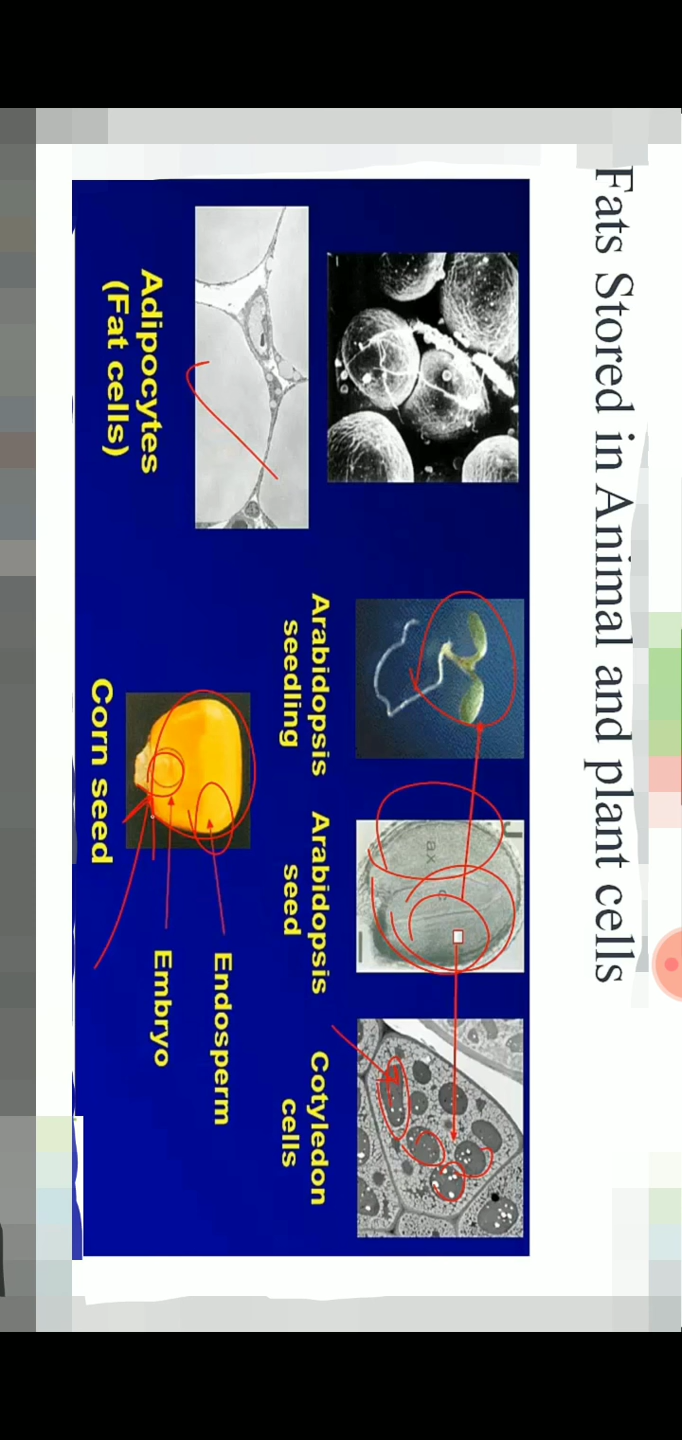 Fats Stored in Animal and plant cells
Adipocytes
(Fat cells)
Arabidopsis
seedling
Arabidopsis
seed
Cotyledon
cells
ax
c
Corn seed
Endosperm
Embryo